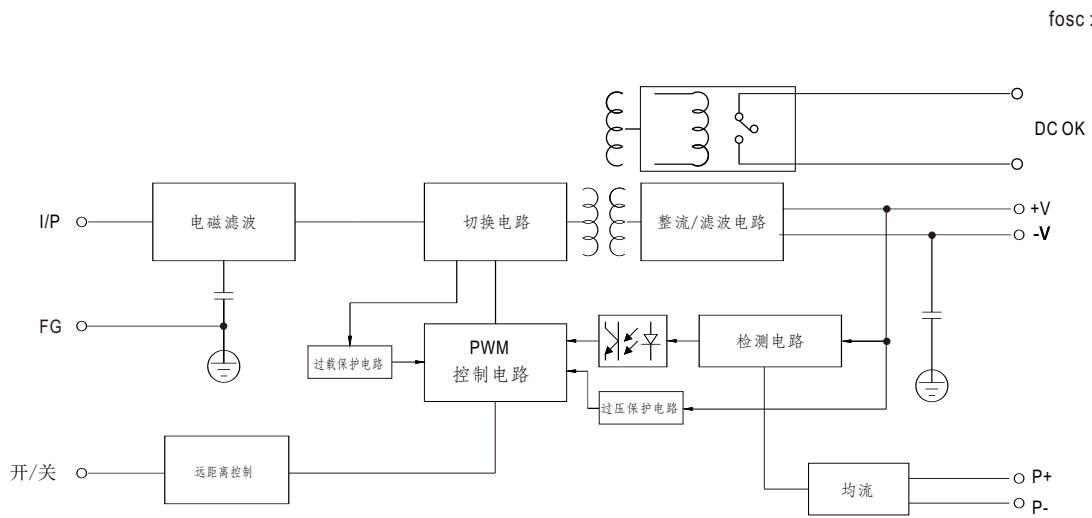 fosc :
DC OK
I/P
电磁滤波
切换电路
整流/滤波电路
+V
-V
FG
过载保护电路
PWM
控制电路
检测电路
过压保护电路
开/关
远距离控制
均流
P+
P-